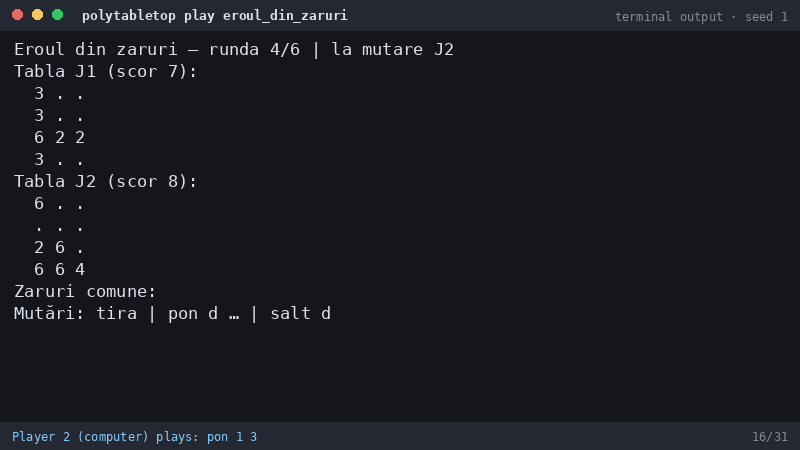 polytabletop play eroul_din_zaruri
terminal output · seed 1
Eroul din zaruri — runda 4/6 | la mutare J2
Tabla J1 (scor 7):
3 . .
3 . .
6 2 2
3 . .
Tabla J2 (scor 8):
6 . .
. . .
2 6 .
6 6 4
Zaruri comune:
Mutări: tira | pon d … | salt d
Player 2 (computer) plays: pon 1 3
16/31